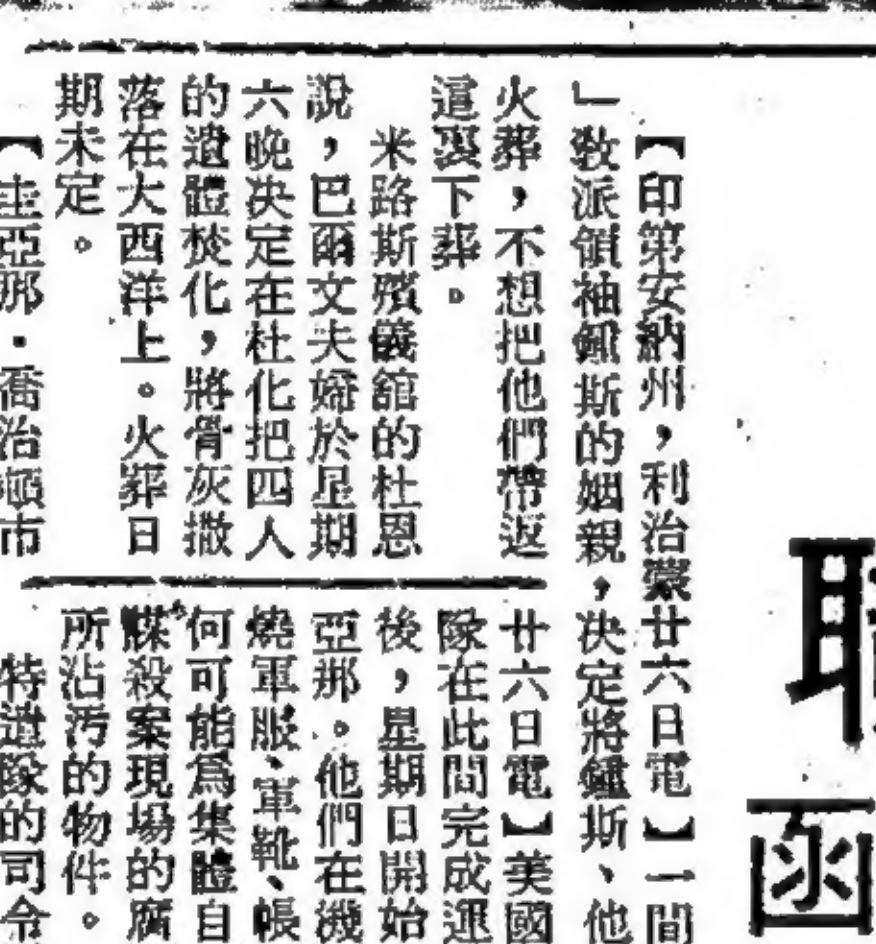 【印第安納州，利治蒙廿六日電】一間
」敎派領袖鍾斯的姻親，決定將鍾斯、他
火葬，不想把他們帶返
這裏下葬。
米路斯殯儀舘的杜恩
說，巴爾文夫婦於星期
六晚決定在杜化把四人
的遺體焚化，將骨灰撒
落在大西洋上。火葬日
期未定。
【圭亞那·喬治頓市
廿六日電】美國
隊在此間完成運
後，星期日開始
亞那。他們在機
燒軍服、軍靴、帳
何可能爲集體自
謀殺案現場的腐
所沾污的物件。
特遣隊的司令
函